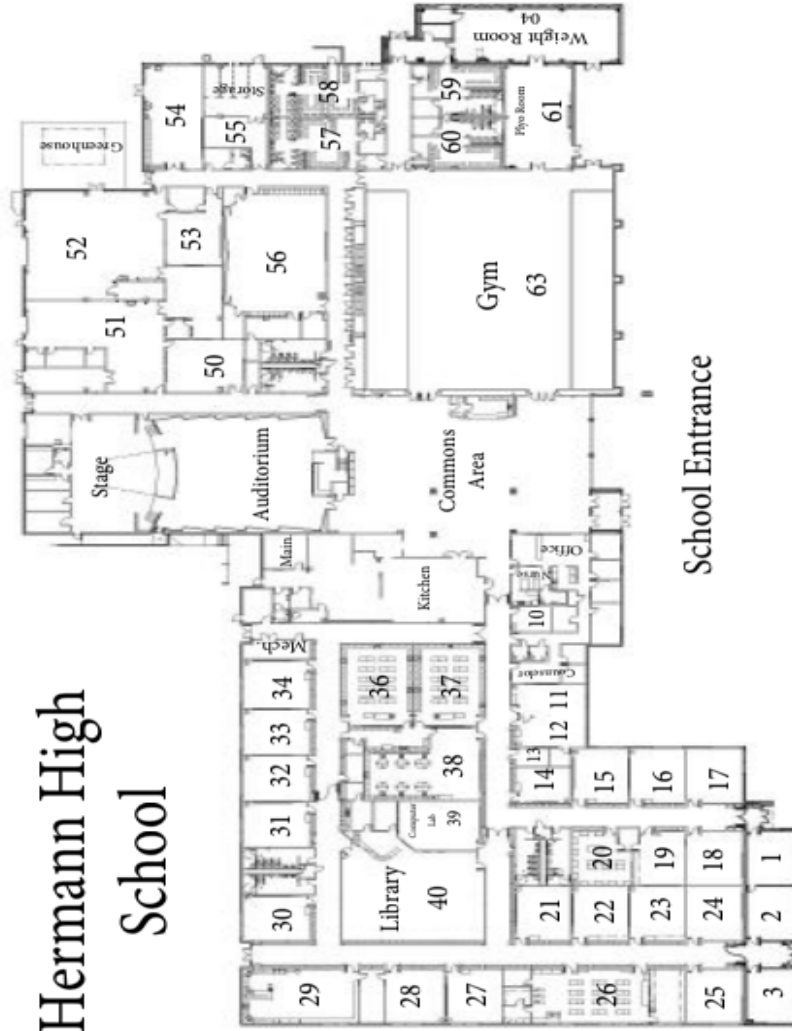 Hermann High
School
Greenhouse
54
Storage
55
58
57
59
60
Weight Room
04
Plyo Room
61
52
53
51
56
50
Gym
63
Stage
Auditorium
Commons
Area
School Entrance
Main.
Kitchen
Office
Nurse
10
Counselor
11
12
13
14
15
16
17
Mech.
34
33
32
31
30
36
37
38
Computer
Lab
39
Library
40
20
19
18
1
21
22
23
24
2
29
28
27
26
25
3